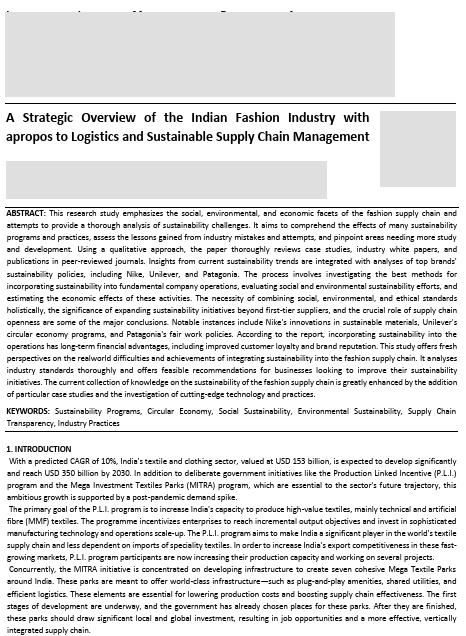 A Strategic Overview of the Indian Fashion Industry with
apropos to Logistics and Sustainable Supply Chain Management
ABSTRACT: This research study emphasizes the social, environmental, and economic facets of the fashion supply chain and
attempts to provide a thorough analysis of sustainability challenges. It aims to comprehend the effects of many sustainability
programs and practices, assess the lessons gained from industry mistakes and attempts, and pinpoint areas needing more study
and development. Using a qualitative approach, the paper thoroughly reviews case studies, industry white papers, and
publications in peer-reviewed journals. Insights from current sustainability trends are integrated with analyses of top brands'
sustainability policies, including Nike, Unilever, and Patagonia. The process involves investigating the best methods for
incorporating sustainability into fundamental company operations, evaluating social and environmental sustainability efforts, and
estimating the economic effects of these activities. The necessity of combining social, environmental, and ethical standards
holistically, the significance of expanding sustainability initiatives beyond first-tier suppliers, and the crucial role of supply chain
openness are some of the major conclusions. Notable instances include Nike's innovations in sustainable materials, Unilever's
circular economy programs, and Patagonia's fair work policies. According to the report, incorporating sustainability into the
operations has long-term financial advantages, including improved customer loyalty and brand reputation. This study offers fresh
perspectives on the realworld difficulties and achievements of integrating sustainability into the fashion supply chain. It analyses
industry standards thoroughly and offers feasible recommendations for businesses looking to improve their sustainability
initiatives. The current collection of knowledge on the sustainability of the fashion supply chain is greatly enhanced by the addition
of particular case studies and the investigation of cutting-edge technology and practices.
KEYWORDS: Sustainability Programs, Circular Economy, Social Sustainability, Environmental Sustainability, Supply Chain
Transparency, Industry Practices
1. INTRODUCTION
With a predicted CAGR of 10%, India's textile and clothing sector, valued at USD 153 billion, is expected to develop significantly
and reach USD 350 billion by 2030. In addition to deliberate government initiatives like the Production Linked Incentive (P.L.I.)
program and the Mega Investment Textiles Parks (MITRA) program, which are essential to the sector's future trajectory, this
ambitious growth is supported by a post-pandemic demand spike.
The primary goal of the P.L.I. program is to increase India's capacity to produce high-value textiles, mainly technical and artificial
fibre (MMF) textiles. The programme incentivizes enterprises to reach incremental output objectives and invest in sophisticated
manufacturing technology and operations scale-up. The P.L.I. program aims to make India a significant player in the world's textile
supply chain and less dependent on imports of speciality textiles. In order to increase India's export competitiveness in these fast-
growing markets, P.L.I. program participants are now increasing their production capacity and working on several projects.
Concurrently, the MITRA initiative is concentrated on developing infrastructure to create seven cohesive Mega Textile Parks
around India. These parks are meant to offer world-class infrastructure—such as plug-and-play amenities, shared utilities, and
efficient logistics. These elements are essential for lowering production costs and boosting supply chain effectiveness. The first
stages of development are underway, and the government has already chosen places for these parks. After they are finished,
these parks should draw significant local and global investment, resulting in job opportunities and a more effective, vertically
integrated supply chain.